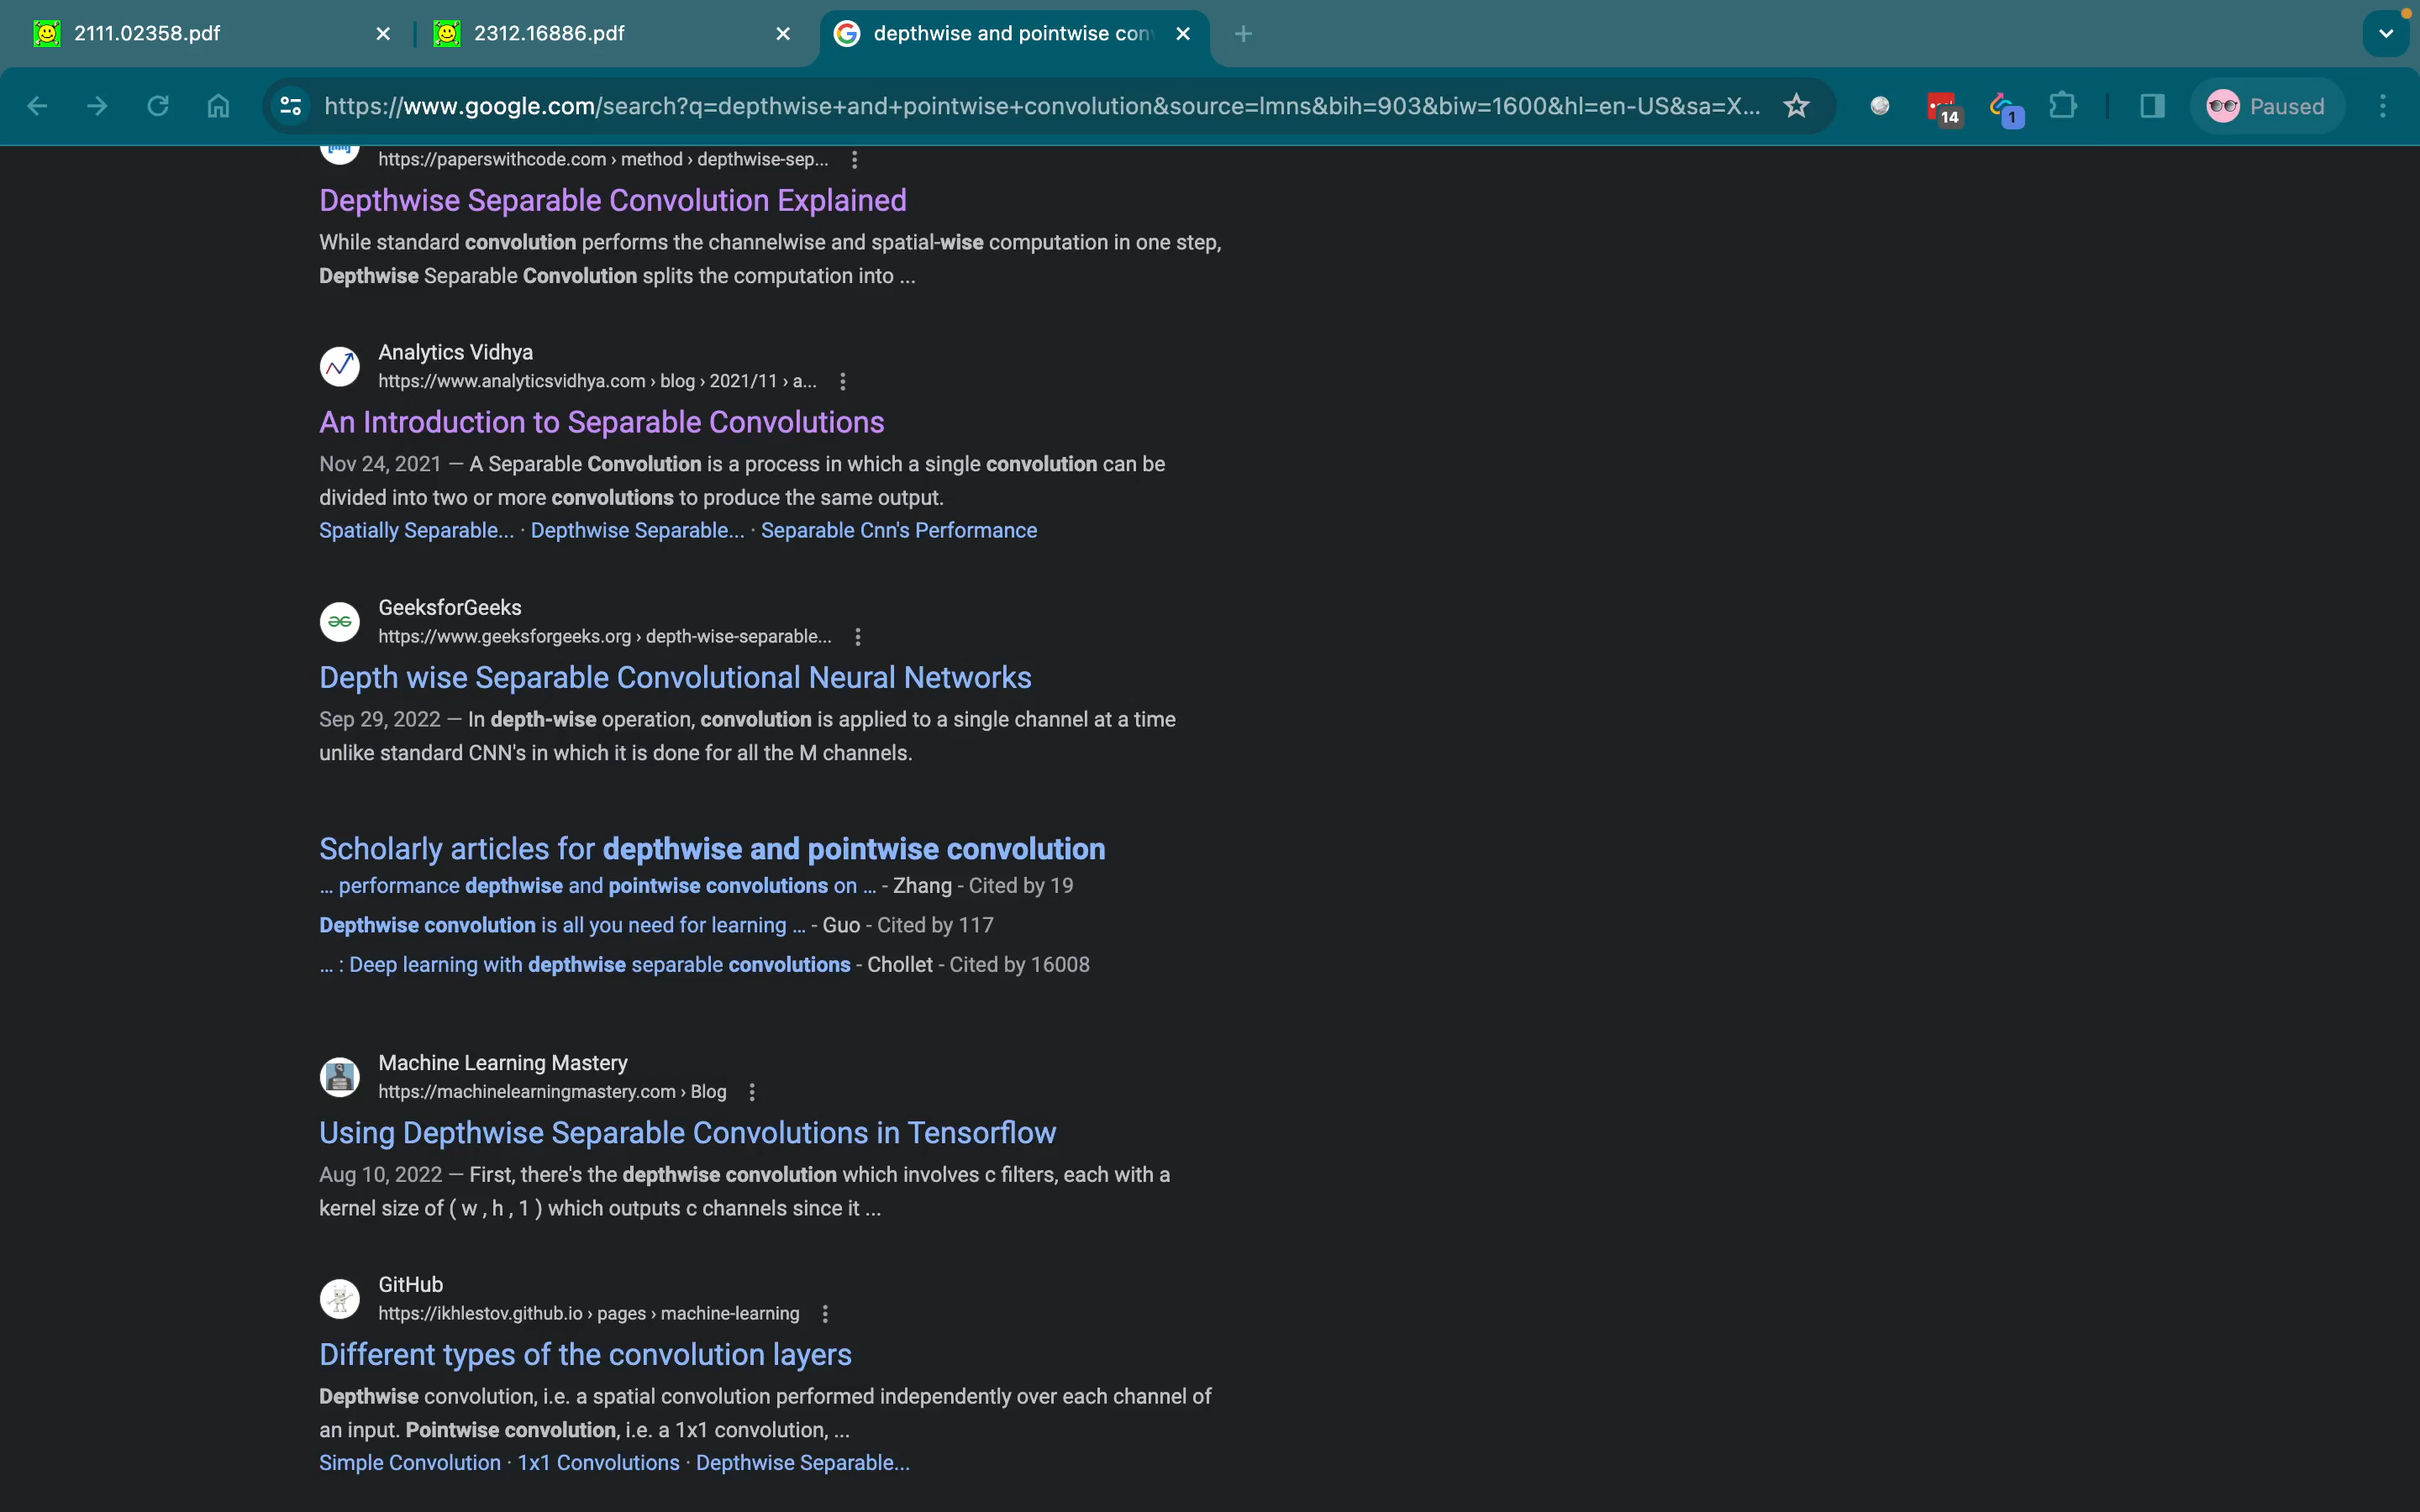 2111.02358.pdf
2312.16886.pdf
depthwise and pointwise con
https://www.google.com/search?q=depthwise+and+pointwise+convolution&source=lmns&bih=903&biw=1600&hl=en-US&sa=X...
14
1
Paused
https://paperswithcode.com › method › depthwise-sep...
Depthwise Separable Convolution Explained
While standard convolution performs the channelwise and spatial-wise computation in one step,
Depthwise Separable Convolution splits the computation into ...
Analytics Vidhya
https://www.analyticsvidhya.com › blog › 2021/11 › a...
An Introduction to Separable Convolutions
Nov 24, 2021 — A Separable Convolution is a process in which a single convolution can be
divided into two or more convolutions to produce the same output.
Spatially Separable... · Depthwise Separable... · Separable Cnn's Performance
GeeksforGeeks
https://www.geeksforgeeks.org › depth-wise-separable...
Depth wise Separable Convolutional Neural Networks
Sep 29, 2022 — In depth-wise operation, convolution is applied to a single channel at a time
unlike standard CNN's in which it is done for all the M channels.
Scholarly articles for depthwise and pointwise convolution
... performance depthwise and pointwise convolutions on ... - Zhang - Cited by 19
Depthwise convolution is all you need for learning ... - Guo - Cited by 117
... : Deep learning with depthwise separable convolutions - Chollet - Cited by 16008
Machine Learning Mastery
https://machinelearningmastery.com › Blog
Using Depthwise Separable Convolutions in Tensorflow
Aug 10, 2022 — First, there's the depthwise convolution which involves c filters, each with a
kernel size of ( w , h , 1 ) which outputs c channels since it ...
GitHub
https://ikhlestov.github.io › pages › machine-learning
Different types of the convolution layers
Depthwise convolution, i.e. a spatial convolution performed independently over each channel of
an input. Pointwise convolution, i.e. a 1x1 convolution, ...
Simple Convolution · 1x1 Convolutions · Depthwise Separable...